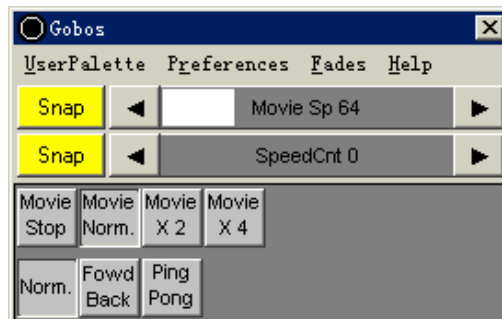 Gobos
UserPalette Preferences Fades Help
Snap Movie Sp 64
Snap SpeedCnt 0
Movie Movie Movie Movie
Stop Norm. X 2 X 4
Norm. Fowd Ping
Back Pong